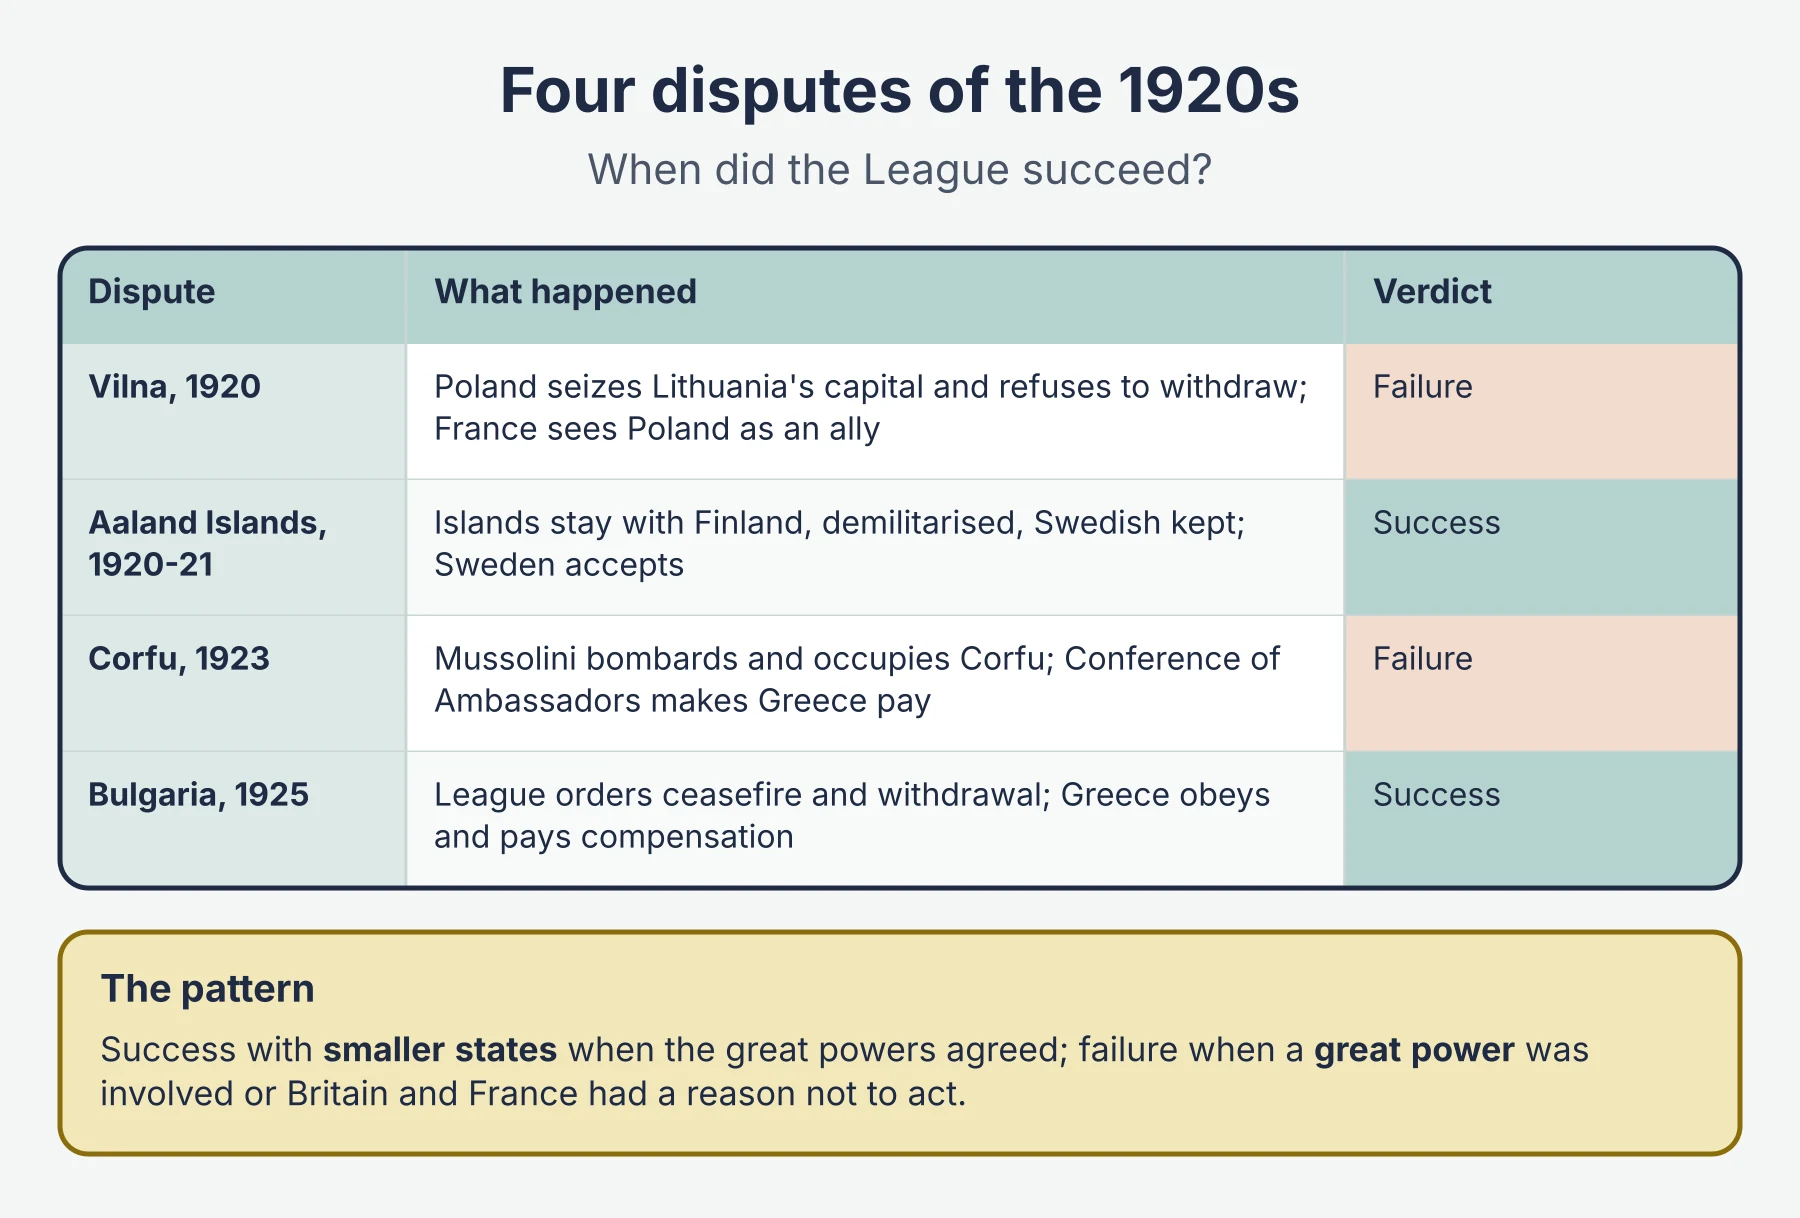 Four disputes of the 1920s
When did the League succeed?
Dispute
What happened
Verdict
Vilna, 1920
Poland seizes Lithuania's capital and refuses to withdraw;
France sees Poland as an ally
Failure
Aaland Islands,
1920-21
Islands stay with Finland, demilitarised, Swedish kept;
Sweden accepts
Success
Corfu, 1923
Mussolini bombards and occupies Corfu; Conference of
Ambassadors makes Greece pay
Failure
Bulgaria, 1925
League orders ceasefire and withdrawal; Greece obeys
and pays compensation
Success
The pattern
Success with smaller states when the great powers agreed; failure when a great power was
involved or Britain and France had a reason not to act.